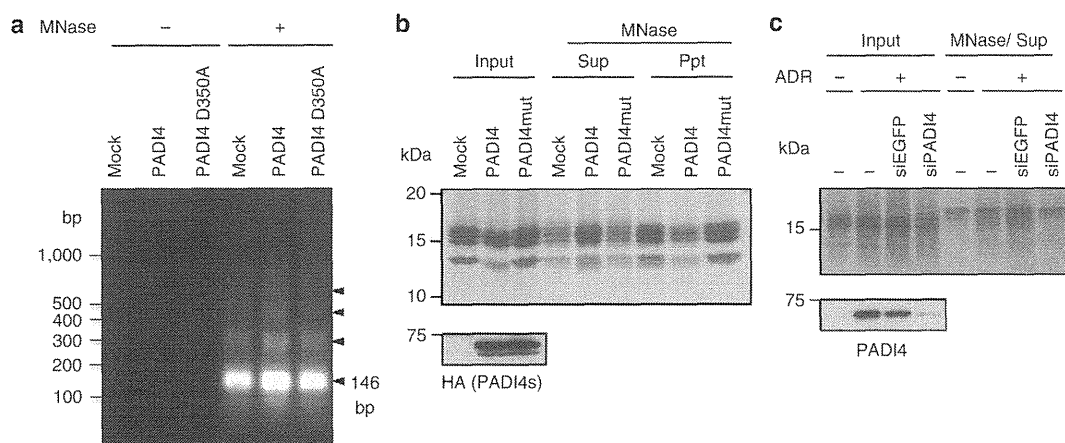 a
MNase
–
+
Mock
PADI4
PADI4 D350A
Mock
PADI4
PADI4 D350A
bp
1,000
500
400
300
200
100
146
bp
b
MNase
Input
Sup
Ppt
kDa
Mock
PADI4
PADI4mut
Mock
PADI4
PADI4mut
Mock
PADI4
PADI4mut
20
15
10
75
HA (PADI4s)
c
Input
MNase/ Sup
ADR
–
+
–
+
kDa
–
–
siEGFP
siPADI4
–
–
siEGFP
siPADI4
15
75
PADI4